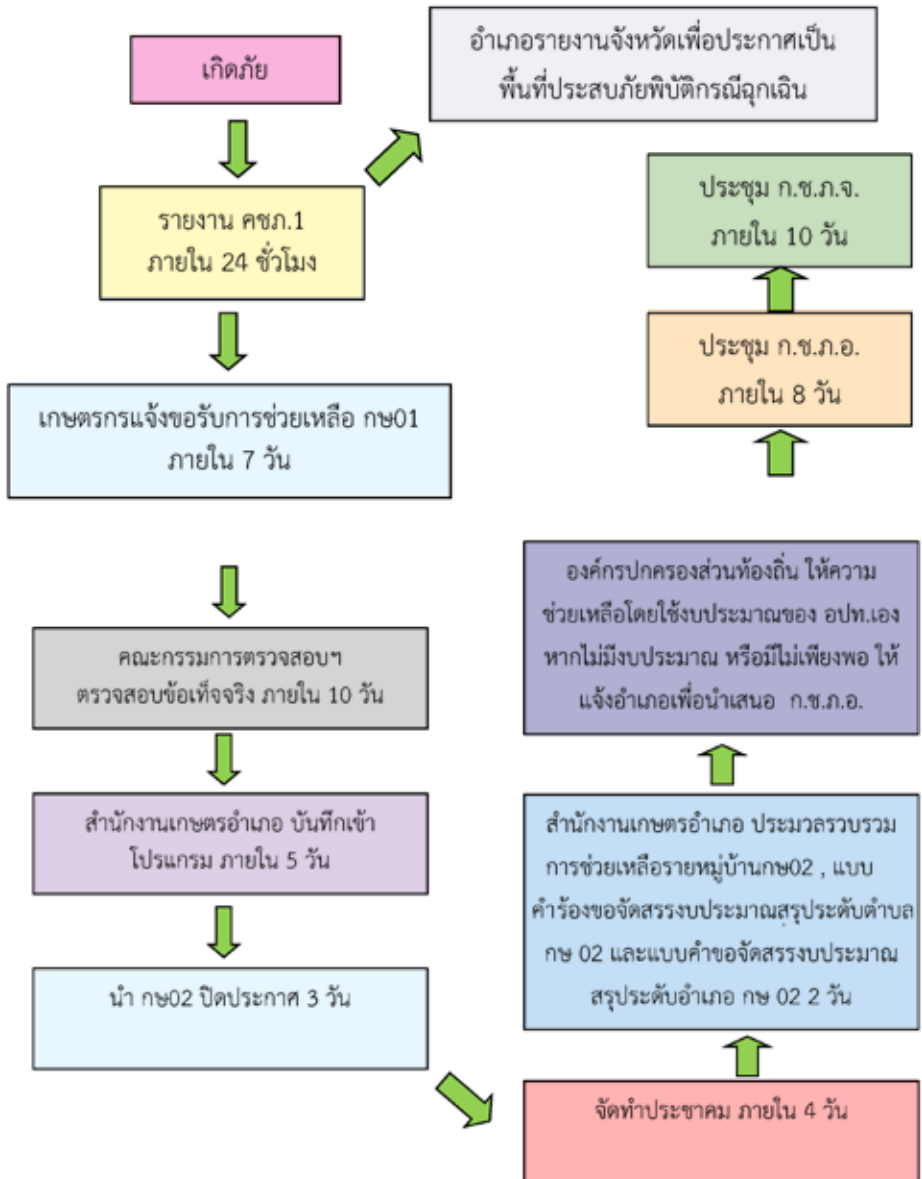 เกิดภัย
อำเภอรายงานจังหวัดเพื่อประกาศเป็น
พื้นที่ประสบภัยพิบัติกรณีฉุกเฉิน
รายงาน คชภ.1
ภายใน 24 ชั่วโมง
เกษตรกรแจ้งขอรับการช่วยเหลือ กษ01
ภายใน 7 วัน
คณะกรรมการตรวจสอบฯ
ตรวจสอบข้อเท็จจริง ภายใน 10 วัน
สำนักงานเกษตรอำเภอ บันทึกเข้า
โปรแกรม ภายใน 5 วัน
นำ กษ02 ปิดประกาศ 3 วัน
จัดทำประชาคม ภายใน 4 วัน
สำนักงานเกษตรอำเภอ ประมวลรวบรวม
การช่วยเหลือรายหมู่บ้านกษ02 , แบบ
คำร้องขอจัดสรรงบประมาณสรุประดับตำบล
กษ 02 และแบบคำขอจัดสรรงบประมาณ
สรุประดับอำเภอ กษ 02 2 วัน
องค์กรปกครองส่วนท้องถิ่น ให้ความ
ช่วยเหลือโดยใช้งบประมาณของ อปท.เอง
หากไม่มีงบประมาณ หรือมีไม่เพียงพอ ให้
แจ้งอำเภอเพื่อนำเสนอ ก.ช.ภ.อ.
ประชุม ก.ช.ภ.อ.
ภายใน 8 วัน
ประชุม ก.ช.ภ.จ.
ภายใน 10 วัน